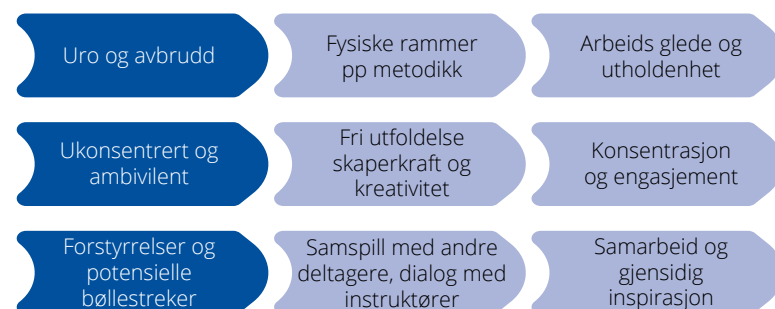 Uro og avbrudd
Fysiske rammer
pp metodikk
Arbeids glede og
utholdenhet
Ukonsentrert og
ambivilent
Fri utfoldelse
skaperkraft og
kreativitet
Konsentrasjon
og engasjement
Forstyrrelser og
potensielle
bøllestreker
Samspill med andre
deltagere, dialog med
instruktører
Samarbeid og
gjensidig
inspirasjon